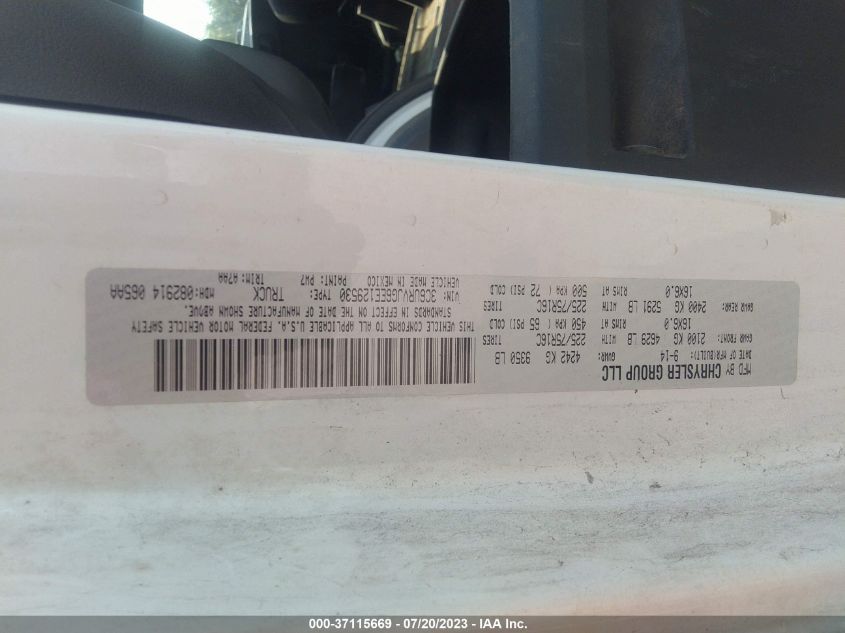 MFD BY CHRYSLER GROUP LLC
DATE OF MFR(BUILT): 9-14 GVWR: 4242 KG 9350 LB
GAWR FRONT: 2100 KG 4629 LB WITH 225/75R16C TIRES
16X6.0 RIMS AT 450 KPA ( 65 PSI) COLD
GAWR REAR: 2400 KG 5291 LB WITH 225/75R16C TIRES
16X6.0 RIMS AT 500 KPA ( 72 PSI) COLD
THIS VEHICLE CONFORMS TO ALL APPLICABLE U.S.A. FEDERAL MOTOR VEHICLE SAFETY
STANDARDS IN EFFECT ON THE DATE OF MANUFACTURE SHOWN ABOVE.
VIN: 3C6URVJG6EE129530 TYPE: TRUCK MDH:082914 065AA
VEHICLE MADE IN MEXICO PAINT: PW7 TRIM: A7AA
000-37115669 - 07/20/2023 - IAA Inc.